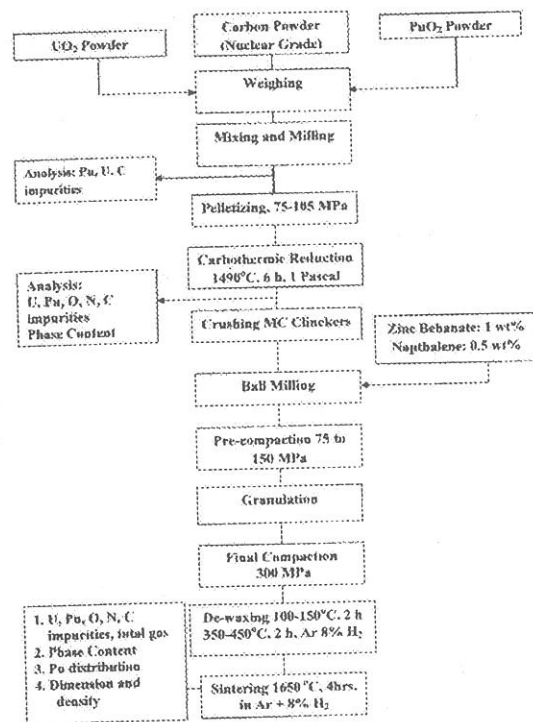 Carbon Powder
(Nuclear Grade)
UO2 Powder
PuO2 Powder
Weighing
Mixing and Milling
Analysis: Pu, U, C
impurities
Pelletizing, 75-105 MPa
Carbothermic Reduction
1490°C, 6 h, 1 Pascal
Analysis:
U, Pu, O, N, C
impurities
Phase Content
Crushing MC Clinckers
Zinc Behanate: 1 wt%
Napthalene: 0.5 wt%
Ball Milling
Pre-compaction 75 to
150 MPa
Granulation
Final Compaction
300 MPa
De-waxing 100-150°C, 2 h
350-450°C, 2 h, Ar 8% H2
1. U, Pu, O, N, C
impurities, total gas
2. Phase Content
3. Pu distribution
4. Dimension and
density
Sintering 1650 °C, 4hrs.
in Ar + 8% H2